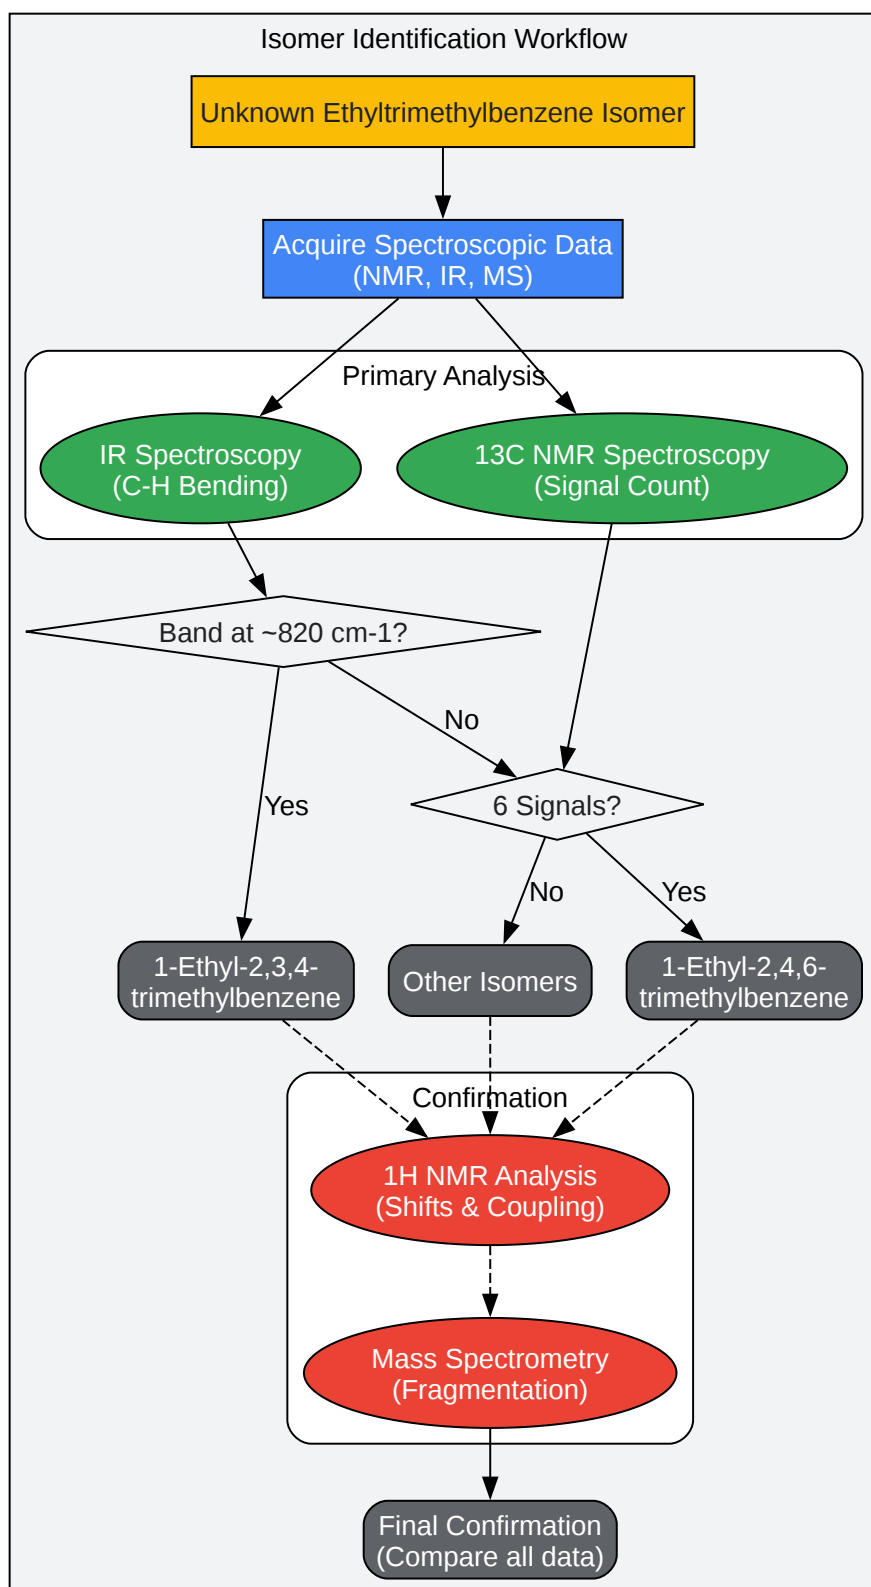 Isomer Identification Workflow
Unknown Ethyltrimethylbenzene Isomer
Acquire Spectroscopic Data
(NMR, IR, MS)
Primary Analysis
IR Spectroscopy
(C-H Bending)
13C NMR Spectroscopy
(Signal Count)
Band at ~820 cm-1?
No
Yes
6 Signals?
No
Yes
1-Ethyl-2,3,4-
trimethylbenzene
Other Isomers
1-Ethyl-2,4,6-
trimethylbenzene
Confirmation
1H NMR Analysis
(Shifts & Coupling)
Mass Spectrometry
(Fragmentation)
Final Confirmation
(Compare all data)